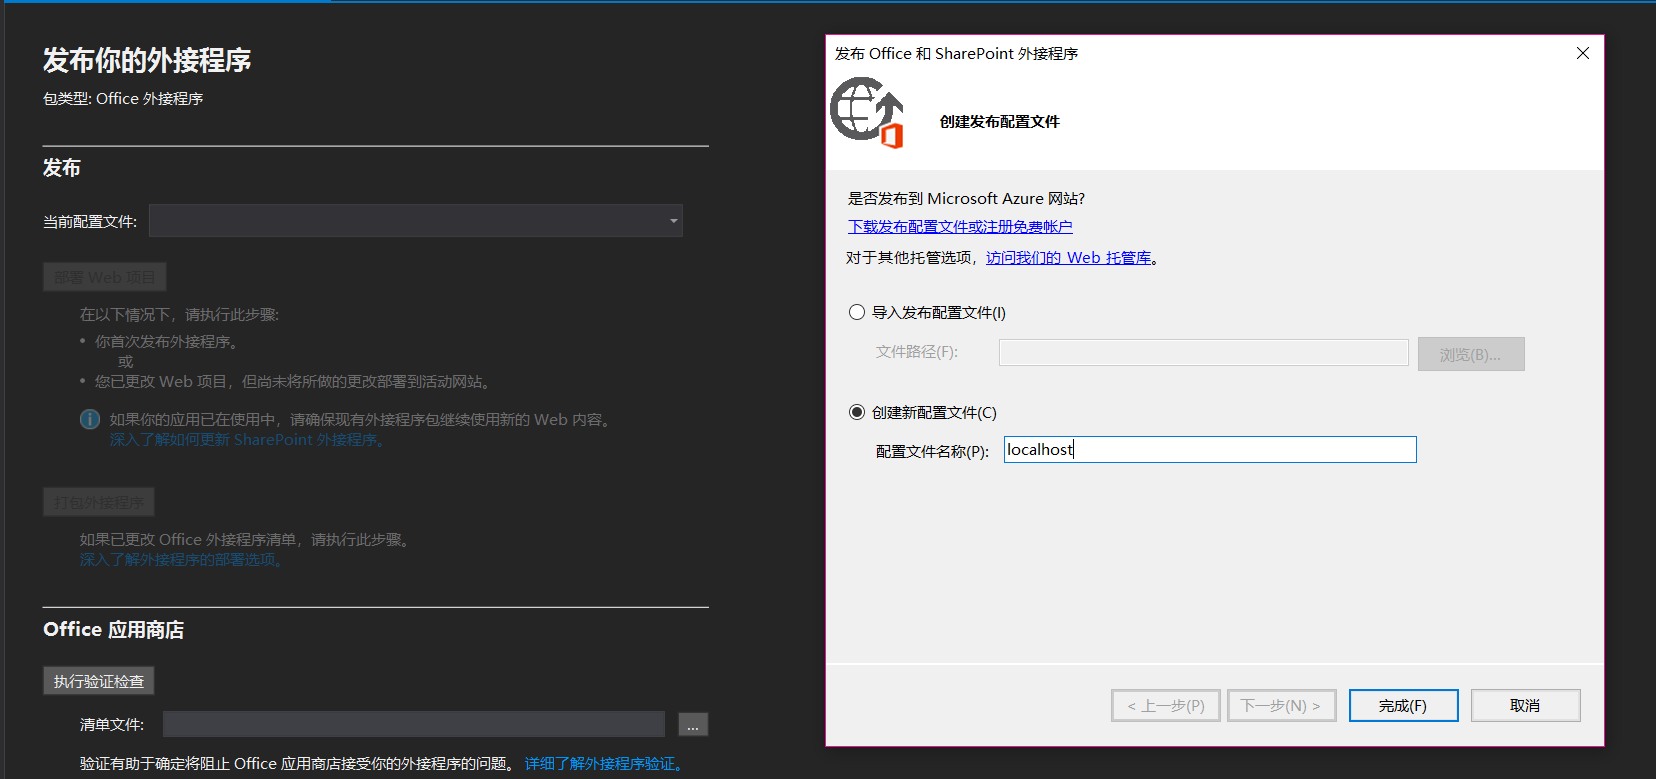 发布你的外接程序
包类型: Office 外接程序
发布
当前配置文件:
部署 Web 项目
在以下情况下，请执行此步骤:
• 你首次发布外接程序。
或
• 您已更改 Web 项目，但尚未将所做的更改部署到活动网站。
如果你的应用已在使用中，请确保现有外接程序包继续使用新的 Web 内容。
深入了解如何更新 SharePoint 外接程序。
打包外接程序
如果已更改 Office 外接程序清单，请执行此步骤。
深入了解外接程序的部署选项。
Office 应用商店
执行验证检查
清单文件:
...
验证有助于确定将阻止 Office 应用商店接受你的外接程序的问题。 详细了解外接程序验证。
发布 Office 和 SharePoint 外接程序
创建发布配置文件
是否发布到 Microsoft Azure 网站?
下载发布配置文件或注册免费帐户
对于其他托管选项，访问我们的 Web 托管库。
导入发布配置文件(I)
文件路径(F):
浏览(B)...
创建新配置文件(C)
配置文件名称(P): localhost
< 上一步(P)
下一步(N) >
完成(F)
取消